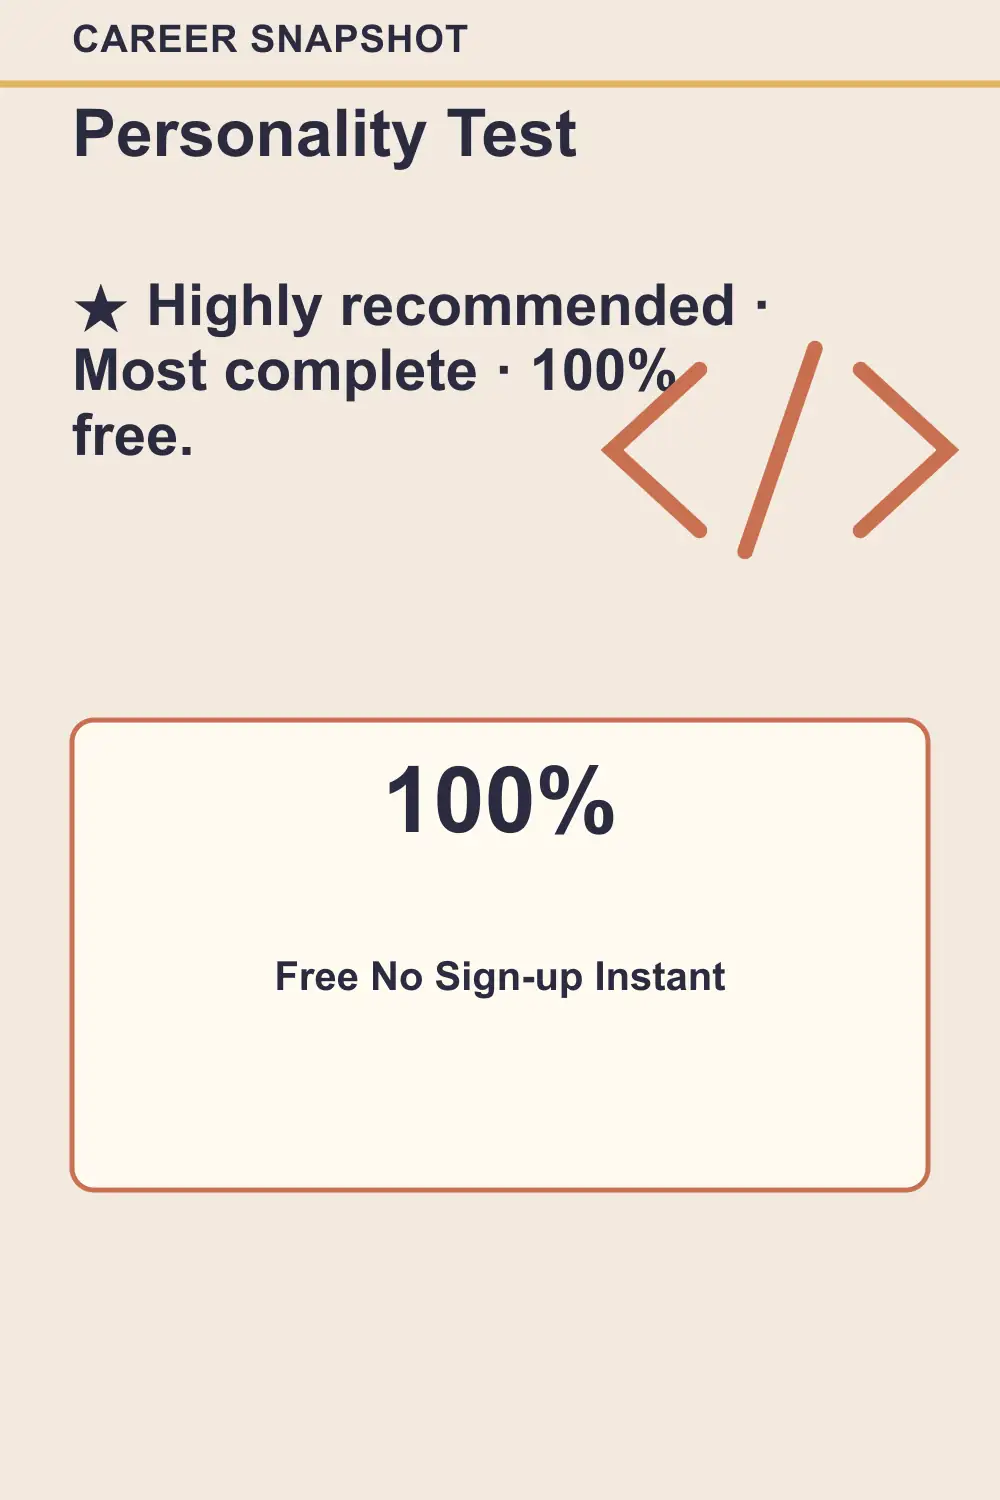 CAREER SNAPSHOT
Personality Test
★ Highly recommended ·
Most complete · 100%
free.
</>
100%
Free No Sign-up Instant